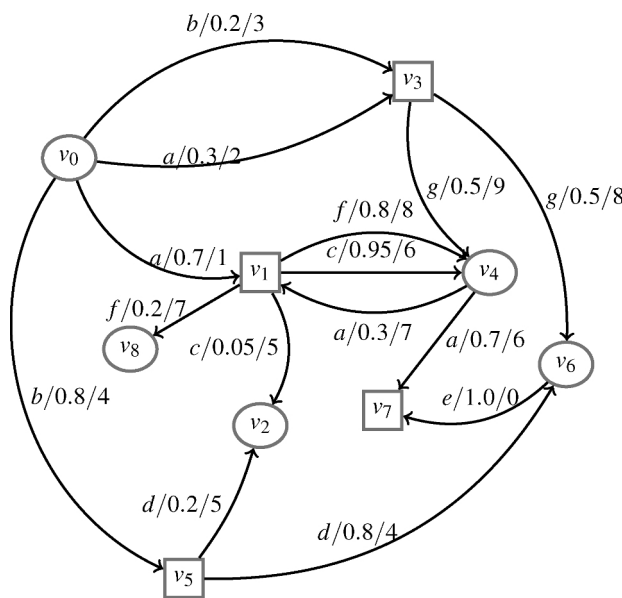 b/0.2/3
v3
v0
a/0.3/2
g/0.5/9
g/0.5/8
f/0.8/8
a/0.7/1
v1
c/0.95/6
v4
f/0.2/7
v8
c/0.05/5
a/0.3/7
a/0.7/6
v6
b/0.8/4
v7
e/1.0/0
v2
d/0.2/5
d/0.8/4
v5